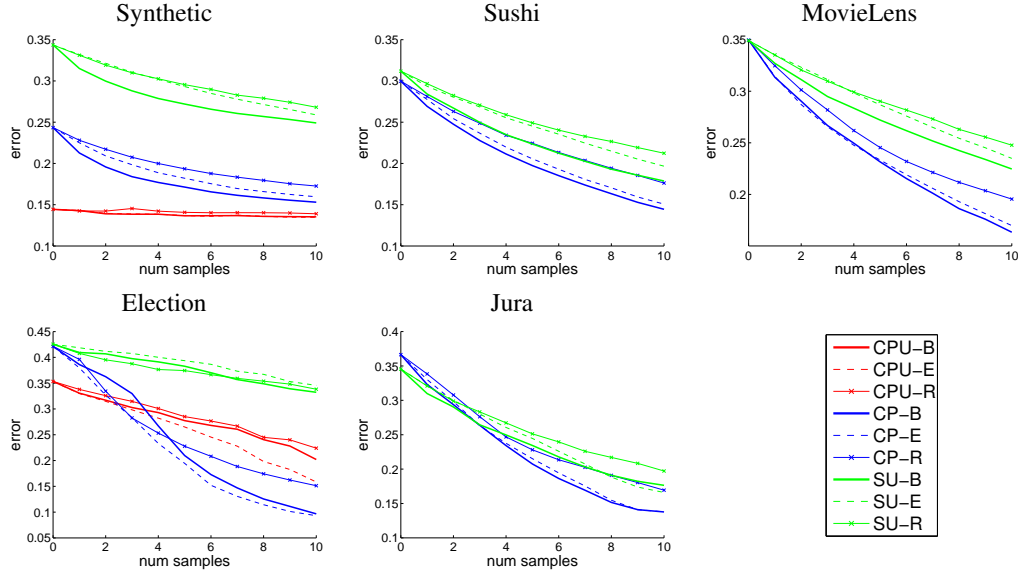 Synthetic
0.35
0.3
0.25
0.2
0.15
0.1
0 2 4 6 8 10
num samples
error
Sushi
0.35
0.3
0.25
0.2
0.15
0.1
0 2 4 6 8 10
num samples
error
MovieLens
0.35
0.3
0.25
0.2
0 2 4 6 8 10
num samples
error
Election
0.45
0.4
0.35
0.3
0.25
0.2
0.15
0.1
0.05
0 2 4 6 8 10
num samples
error
Jura
0.4
0.35
0.3
0.25
0.2
0.15
0.1
0 2 4 6 8 10
num samples
error
CPU-B
CPU-E
CPU-R
CP-B
CP-E
CP-R
SU-B
SU-E
SU-R